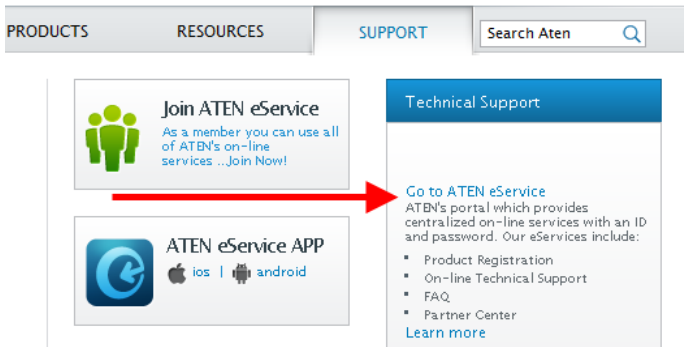 PRODUCTS
RESOURCES
SUPPORT
Search Aten
Join ATEN eService
As a member you can use all
of ATEN's on-line
services ...Join Now!
ATEN eService APP
ios | android
Technical Support
Go to ATEN eService
ATEN's portal which provides
centralized on-line services with an ID
and password. Our eServices include:
Product Registration
On-line Technical Support
FAQ
Partner Center
Learn more